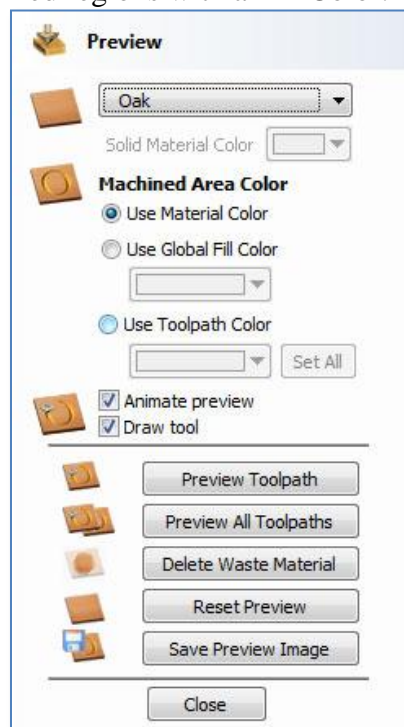 Preview
Oak
Solid Material Color
Machined Area Color
Use Material Color
Use Global Fill Color
Use Toolpath Color
Set All
Animate preview
Draw tool
Preview Toolpath
Preview All Toolpaths
Delete Waste Material
Reset Preview
Save Preview Image
Close